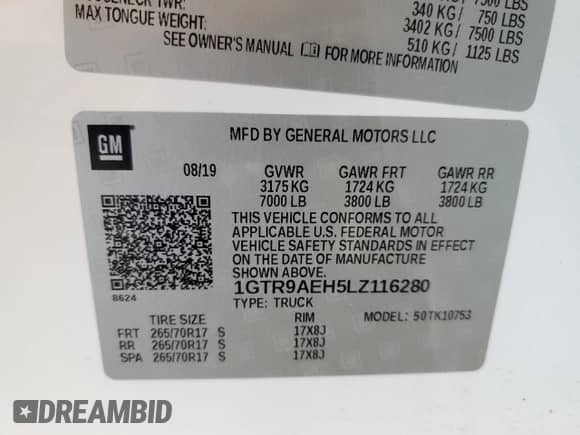 TWR: 7500 LBS
340 KG/ 750 LBS
MAX TONGUE WEIGHT: 3402 KG/ 7500 LBS
510 KG/ 1125 LBS
SEE OWNER'S MANUAL FOR MORE INFORMATION
GM
MFD BY GENERAL MOTORS LLC
08/19 GVWR GAWR FRT GAWR RR
3175 KG 1724 KG 1724 KG
7000 LB 3800 LB 3800 LB
THIS VEHICLE CONFORMS TO ALL
APPLICABLE U.S. FEDERAL MOTOR
VEHICLE SAFETY STANDARDS IN EFFECT
ON THE DATE OF MANUFACTURE
SHOWN ABOVE.
8624
1GTR9AEH5LZ116280
TYPE: TRUCK MODEL: 50TK10753
TIRE SIZE RIM
FRT 265/70R17 S 17X8J
RR 265/70R17 S 17X8J
SPA 265/70R17 S 17X8J
DREAMBID